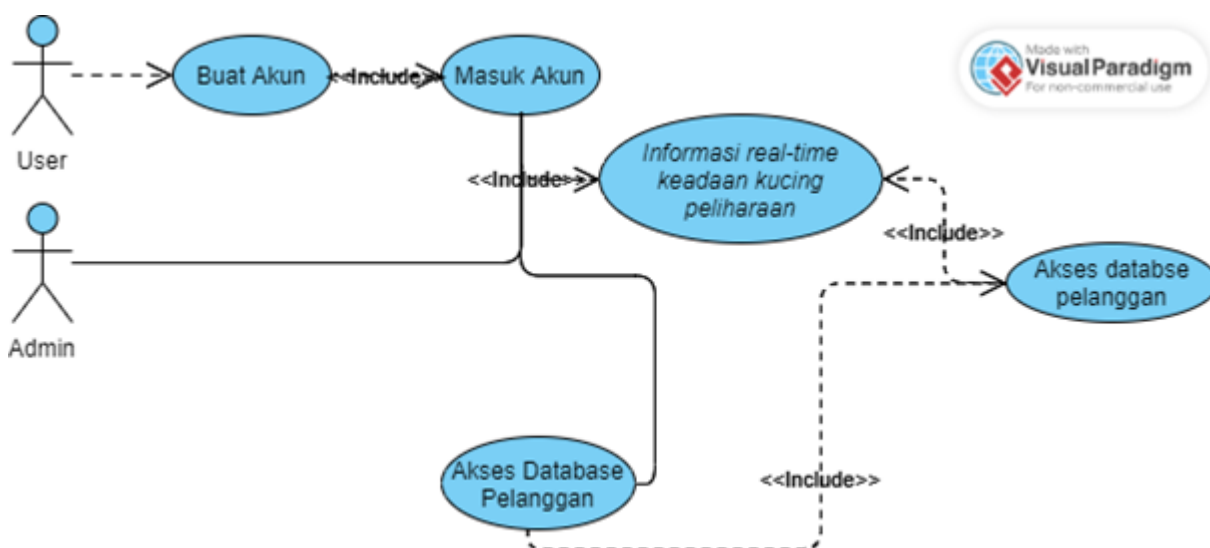 Buat Akun
<<Include>>
Masuk Akun
Made with
Visual Paradigm
For non-commercial use
User
Informasi real-time
keadaan kucing
peliharaan
<<Include>>
<<Include>>
Akses databse
pelanggan
Admin
Akses Database
Pelanggan
<<Include>>